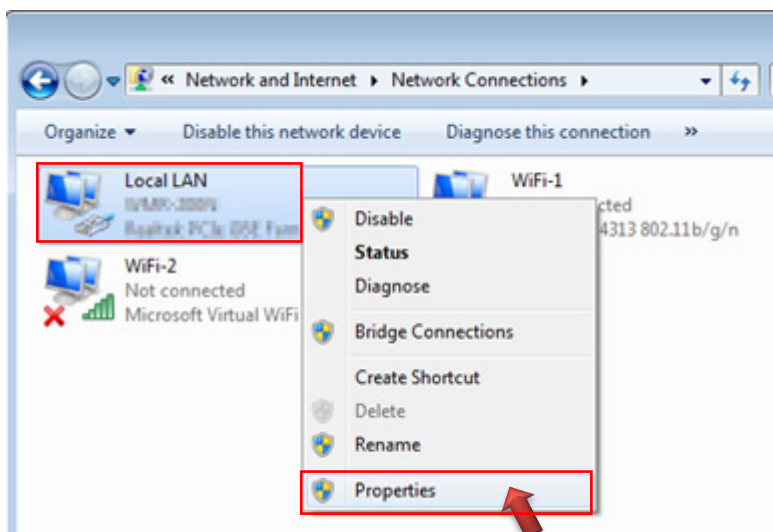 « Network and Internet ▸ Network Connections ▸
Organize ▾ Disable this network device Diagnose this connection »
Local LAN
WiFi-1
cted
4313 802.11b/g/n
WiFi-2
Not connected
Microsoft Virtual WiFi
Disable
Status
Diagnose
Bridge Connections
Create Shortcut
Delete
Rename
Properties